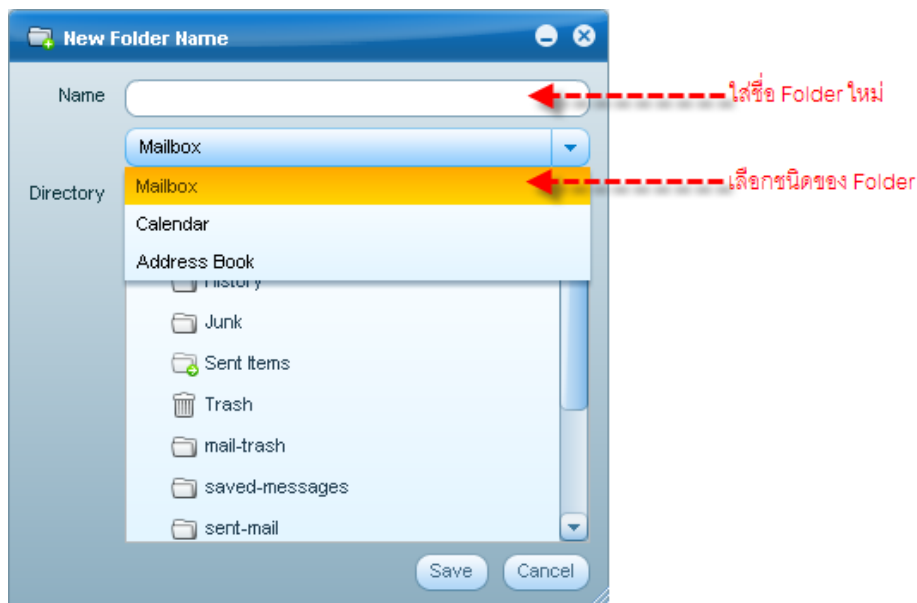 New Folder Name
Name
ใส่ชื่อ Folder ใหม่
Mailbox
Directory
Mailbox
เลือกชนิดของ Folder
Calendar
Address Book
History
Junk
Sent Items
Trash
mail-trash
saved-messages
sent-mail
Save Cancel